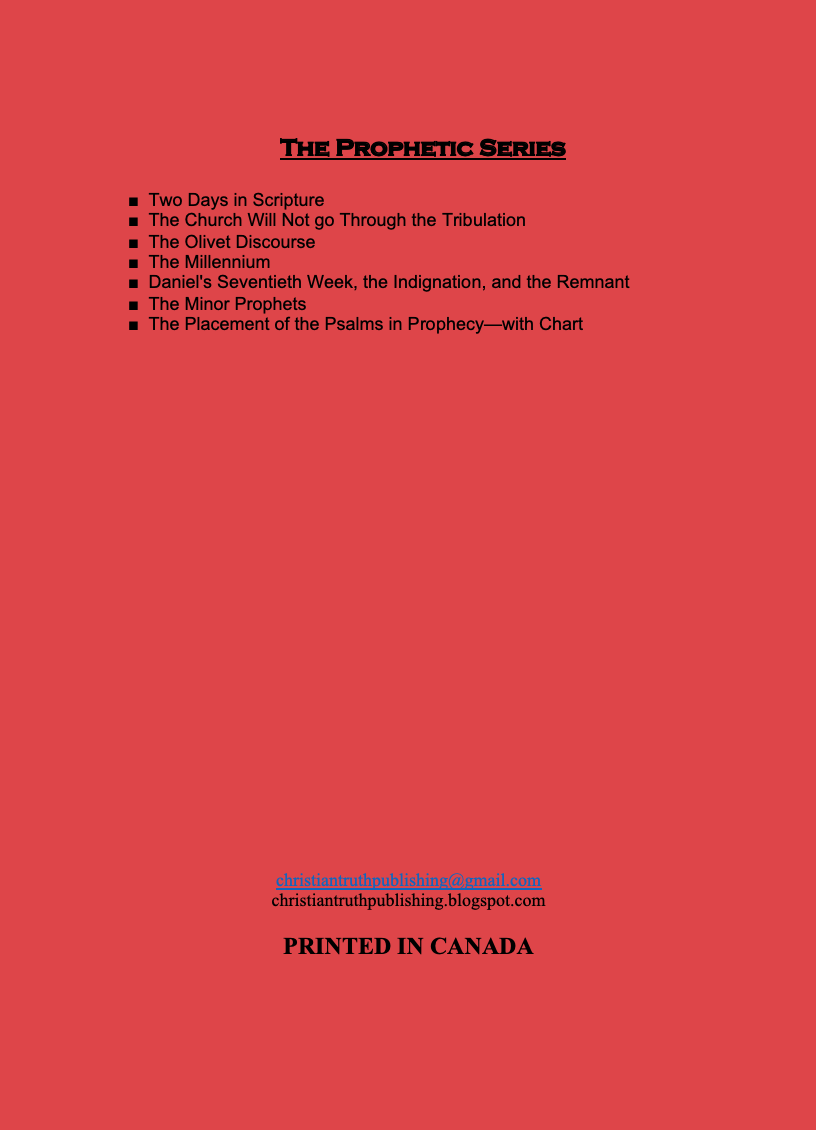 The Prophetic Series
■ Two Days in Scripture
■ The Church Will Not go Through the Tribulation
■ The Olivet Discourse
■ The Millennium
■ Daniel's Seventieth Week, the Indignation, and the Remnant
■ The Minor Prophets
■ The Placement of the Psalms in Prophecy—with Chart
christiantruthpublishing@gmail.com
christiantruthpublishing.blogspot.com
PRINTED IN CANADA